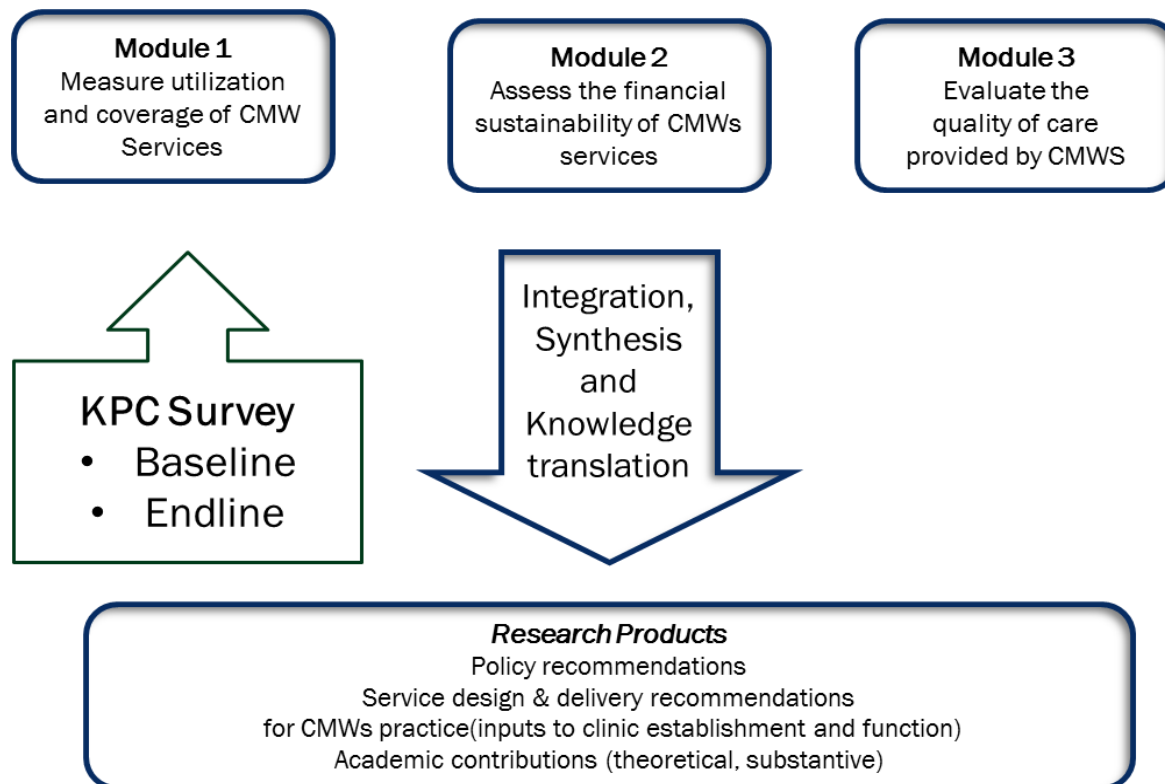 Module 1
Measure utilization
and coverage of CMW
Services
Module 2
Assess the financial
sustainability of CMWs
services
Module 3
Evaluate the
quality of care
provided by CMWS
KPC Survey
• Baseline
• Endline
Integration,
Synthesis
and
Knowledge
translation
Research Products
Policy recommendations
Service design & delivery recommendations
for CMWs practice(inputs to clinic establishment and function)
Academic contributions (theoretical, substantive)